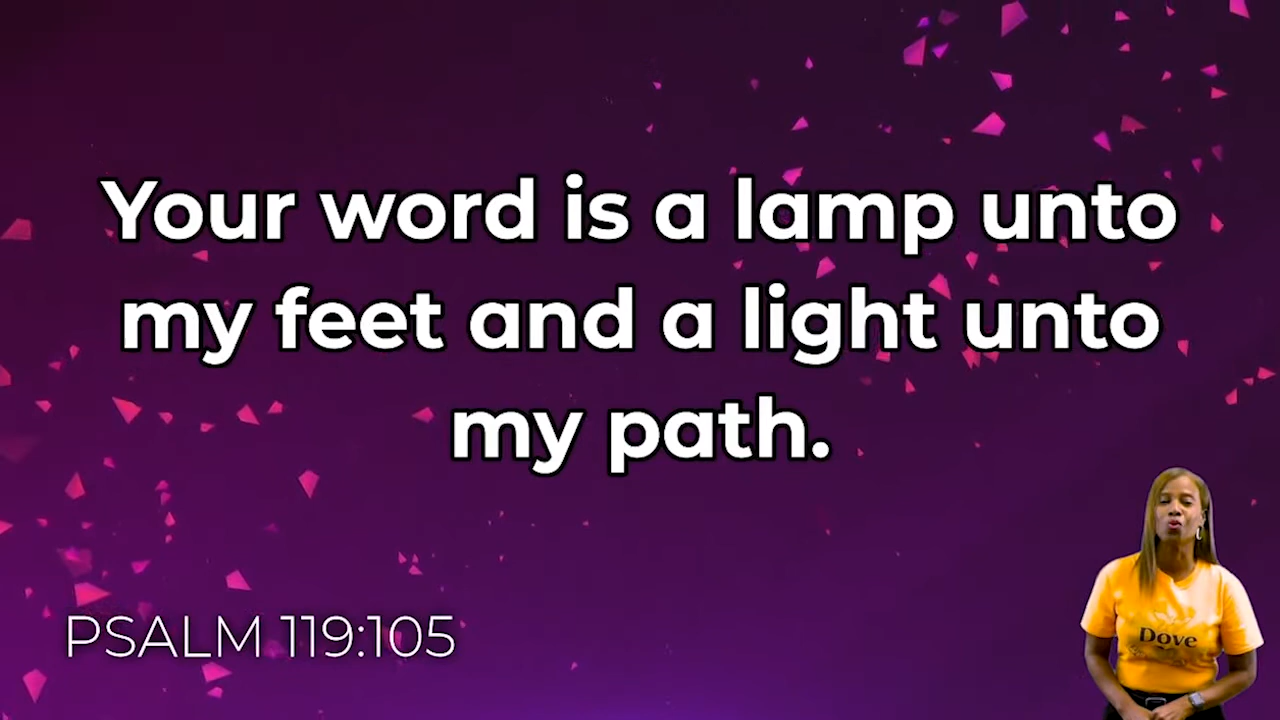 Your word is a lamp unto
my feet and a light unto
my path.
PSALM 119:105
Dove